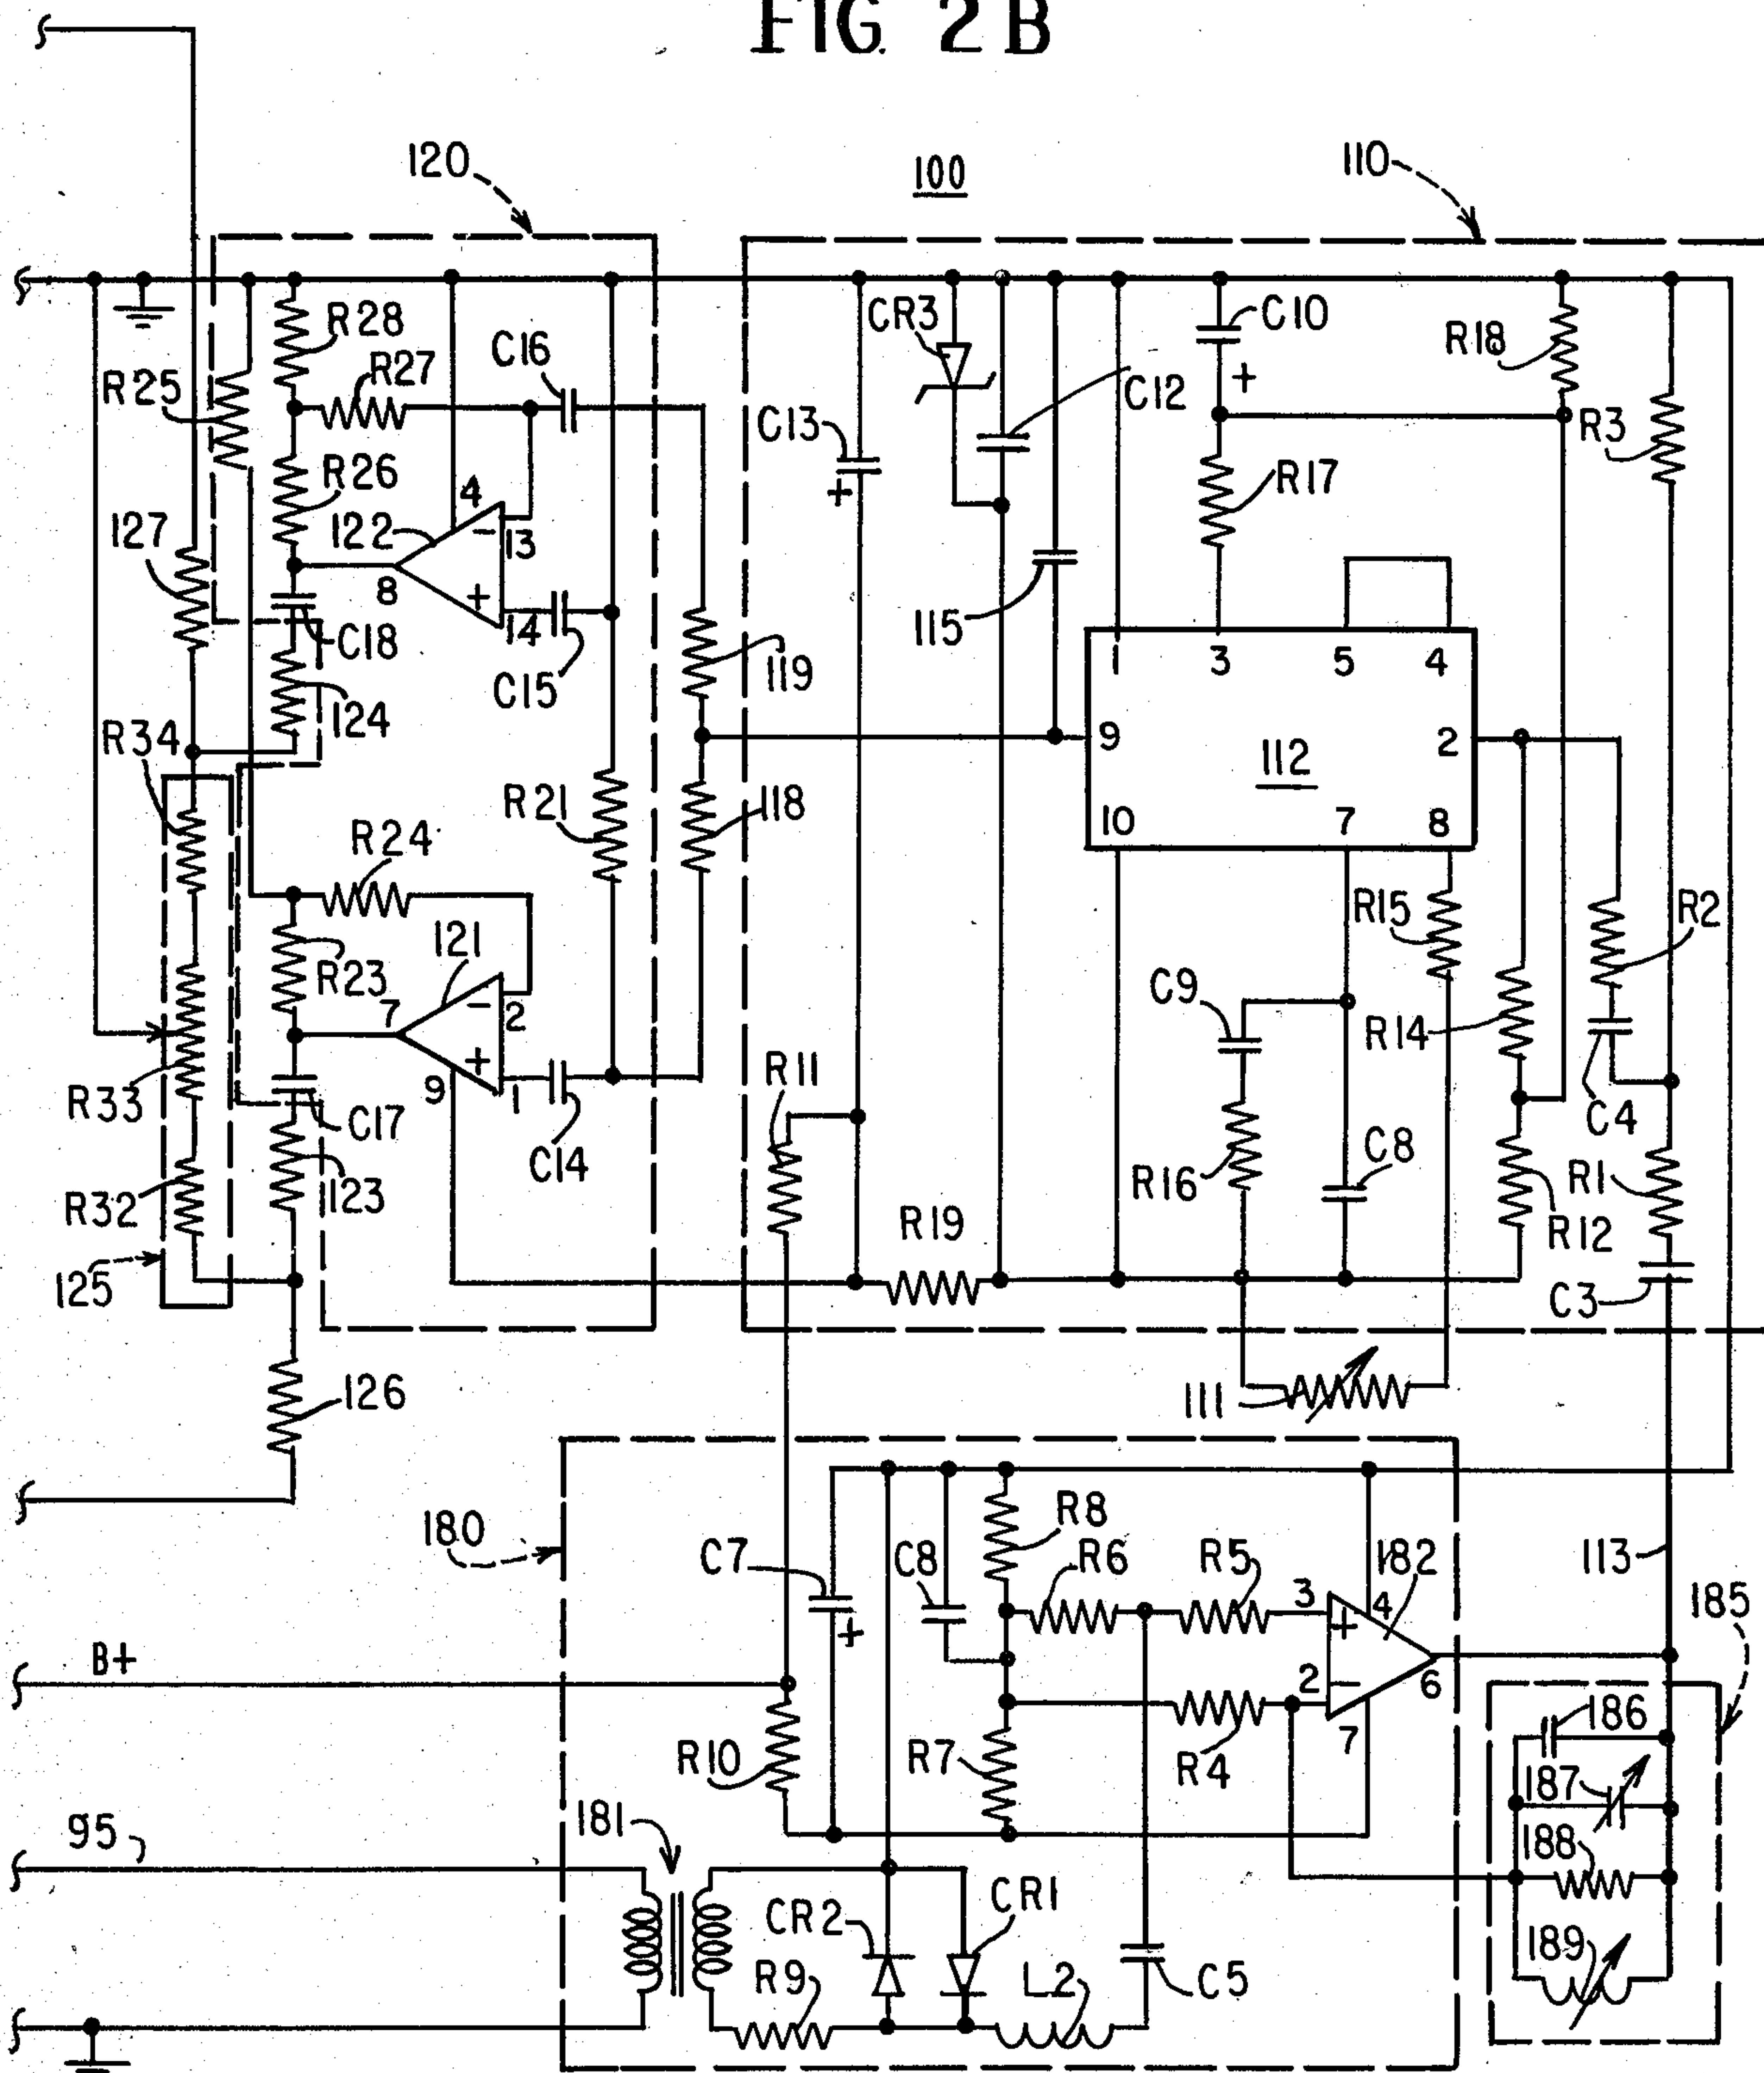 FIG. 2B
120
100
110
R28
C16
CR3
C10
R18
R25
R27
C12
C13
+
+
R3
R26
4
R17
127
122
-
13
8
+
14
C18
C15
115
119
1
3
5
4
124
R34
9
112
2
R21
118
10
7
8
R24
R15
R2
121
C9
R23
7
-
2
R14
R33
9
+
1
R11
C4
C17
C14
R16
C8
R1
R32
123
R19
R12
125
C3
126
111
180
C7
C8
R8
R6
R5
182
113
185
3
4
+
+
B+
2
-
6
186
R10
R7
R4
7
187
181
188
95
CR2
CR1
189
R9
L2
C5